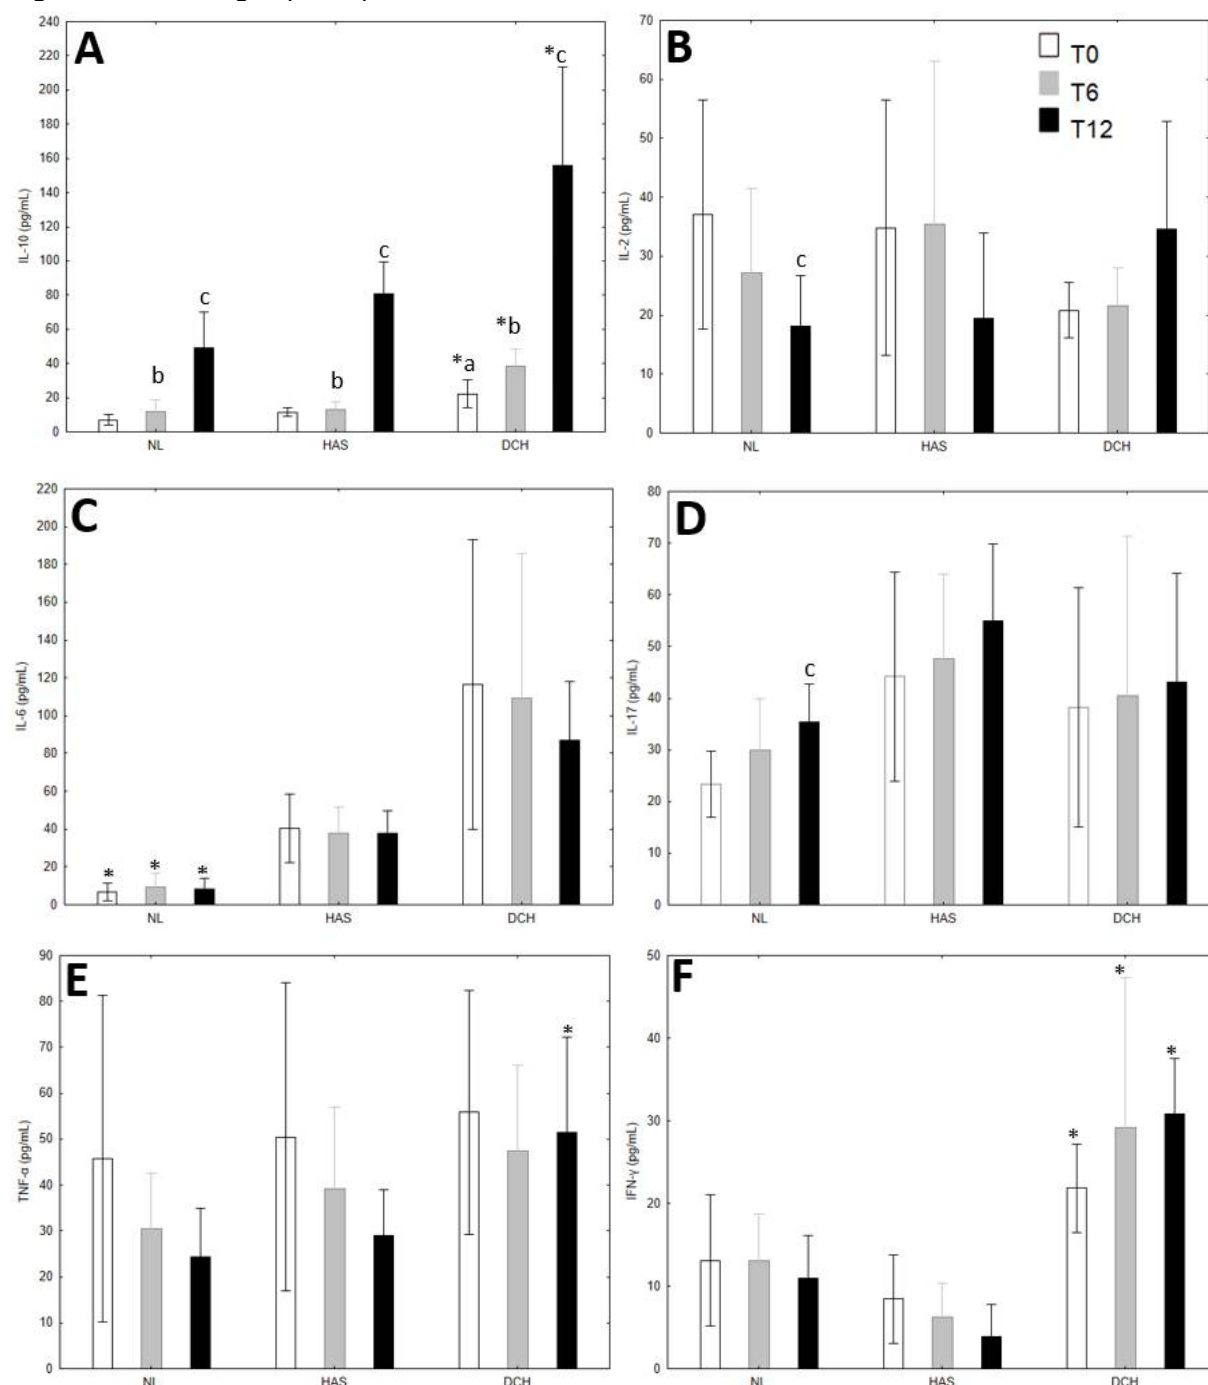 A
IL-10 (pg/mL)
240
220
200
180
160
140
120
100
80
60
40
20
0
b
c
b
c
*a
*b
*c
NL HAS DCH
B
T0
T6
T12
IL-2 (pg/mL)
70
60
50
40
30
20
10
0
c
NL HAS DCH
C
IL-6 (pg/mL)
220
200
180
160
140
120
100
80
60
40
20
0
* * *
NL HAS DCH
D
IL-17 (pg/mL)
80
70
60
50
40
30
20
10
0
c
NL HAS DCH
E
TNF-α (pg/mL)
90
80
70
60
50
40
30
20
10
0
*
NL HAS DCH
F
IFN-γ (pg/mL)
50
40
30
20
10
0
* * *
NL HAS DCH